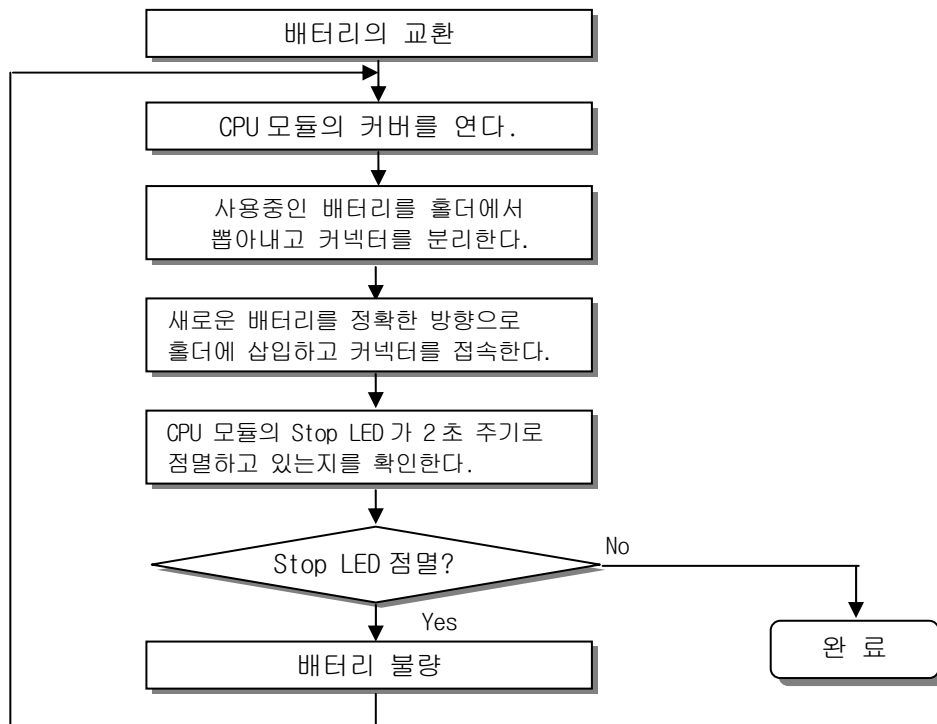 배터리의 교환
CPU 모듈의 커버를 연다.
사용중인 배터리를 홀더에서
뽑아내고 커넥터를 분리한다.
새로운 배터리를 정확한 방향으로
홀더에 삽입하고 커넥터를 접속한다.
CPU 모듈의 Stop LED 가 2 초 주기로
점멸하고 있는지를 확인한다.
Stop LED 점멸?
No
Yes
완 료
배터리 불량